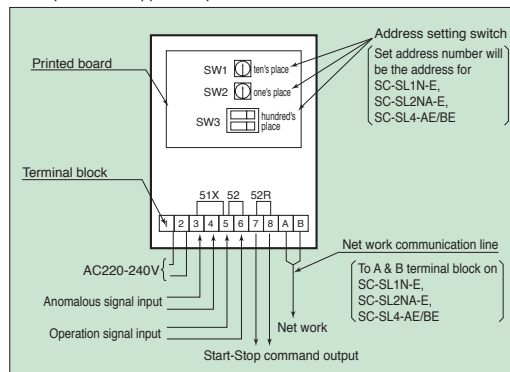 Address setting switch
Set address number will
be the address for
SC-SL1N-E,
SC-SL2NA-E,
SC-SL4-AE/BE
Printed board
SW1 ten's place
SW2 one's place
SW3 hundred's
place
Terminal block
51X 52 52R
1 2 3 4 5 6 7 8 A B
AC220-240V
Net work communication line
To A & B terminal block on
SC-SL1N-E,
SC-SL2NA-E,
SC-SL4-AE/BE
Anomalous signal input
Operation signal input
Net work
Start-Stop command output